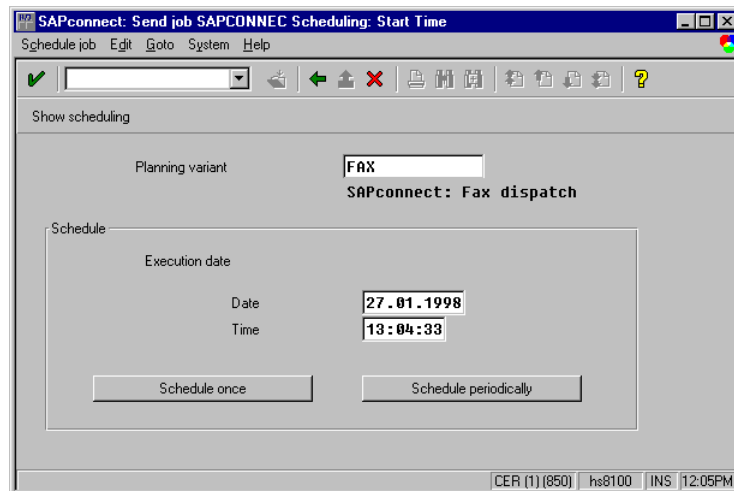 SAPconnect: Send job SAPCONNEC Scheduling: Start Time
Schedule job Edit Goto System Help
Show scheduling
Planning variant FAX
SAPconnect: Fax dispatch
Schedule
Execution date
Date 27.01.1998
Time 13:04:33
Schedule once Schedule periodically
CER (1) (850) hs8100 INS 12:05PM